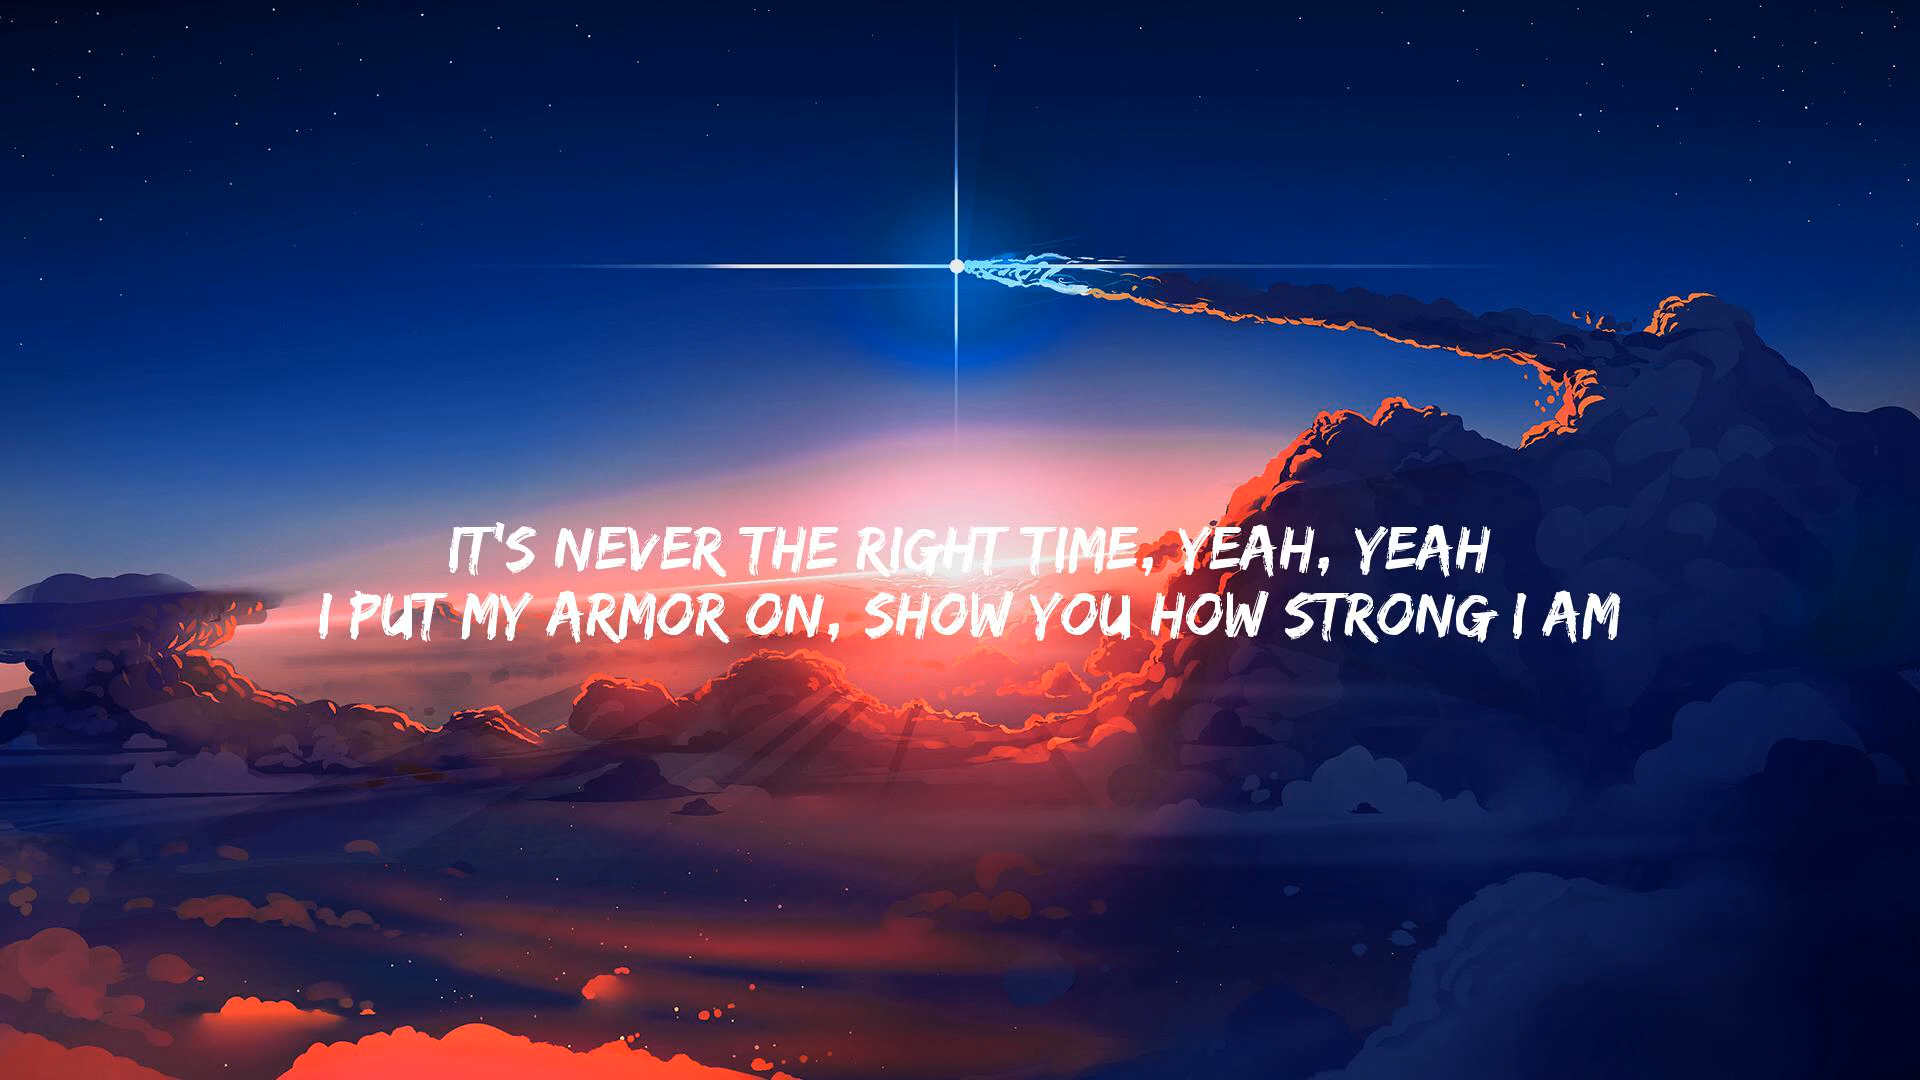 IT'S NEVER THE RIGHT TIME, YEAH, YEAH
I PUT MY ARMOR ON, SHOW YOU HOW STRONG I AM